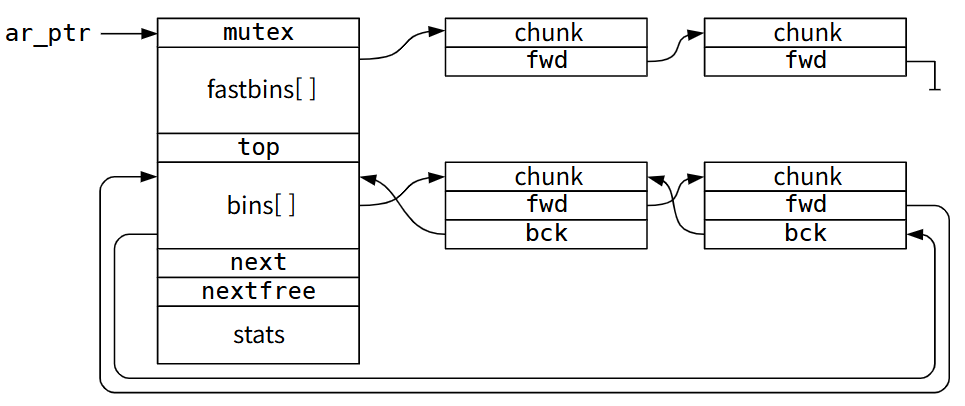 ar_ptr
mutex
fastbins[]
top
bins[]
next
nextfree
stats
chunk
fwd
chunk
fwd
chunk
fwd
bck
chunk
fwd
bck